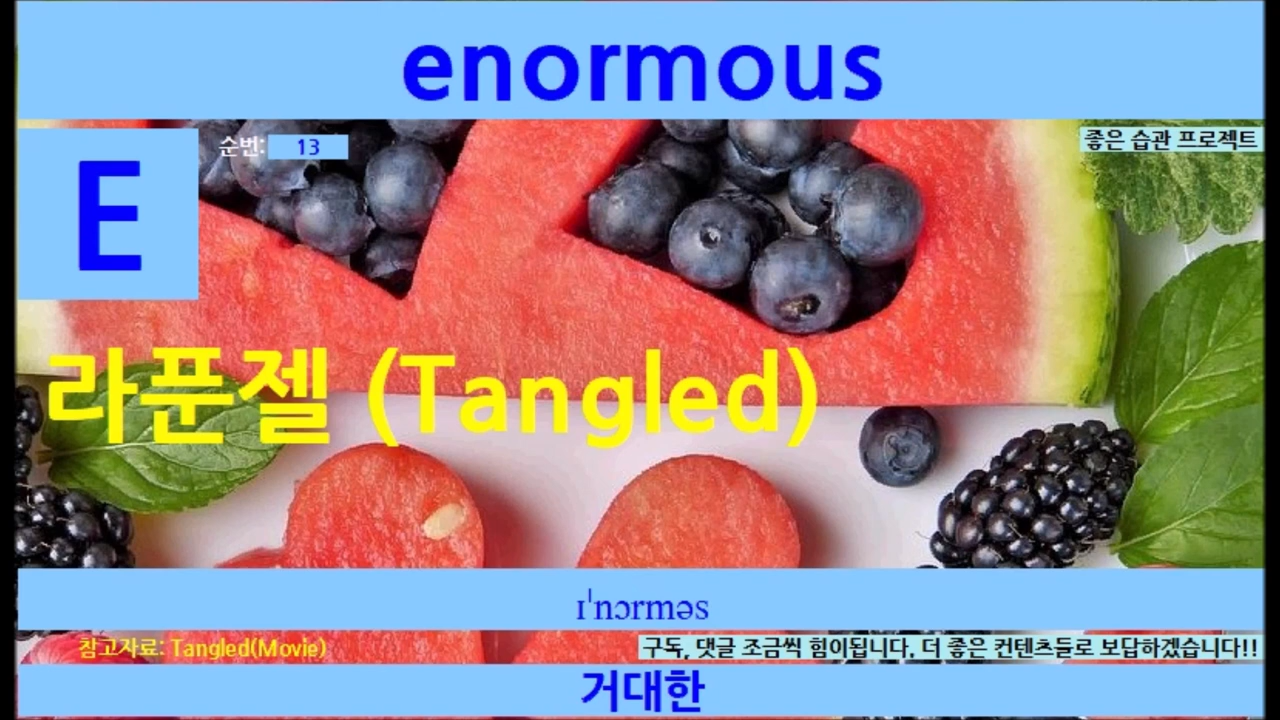 enormous
E
순번: 13
좋은 습관 프로젝트
라푼젤 (Tangled)
ɪˈnɔrməs
참고자료: Tangled(Movie)
구독, 댓글 조금씩 힘이됩니다, 더 좋은 컨텐츠들로 보답하겠습니다!!
거대한